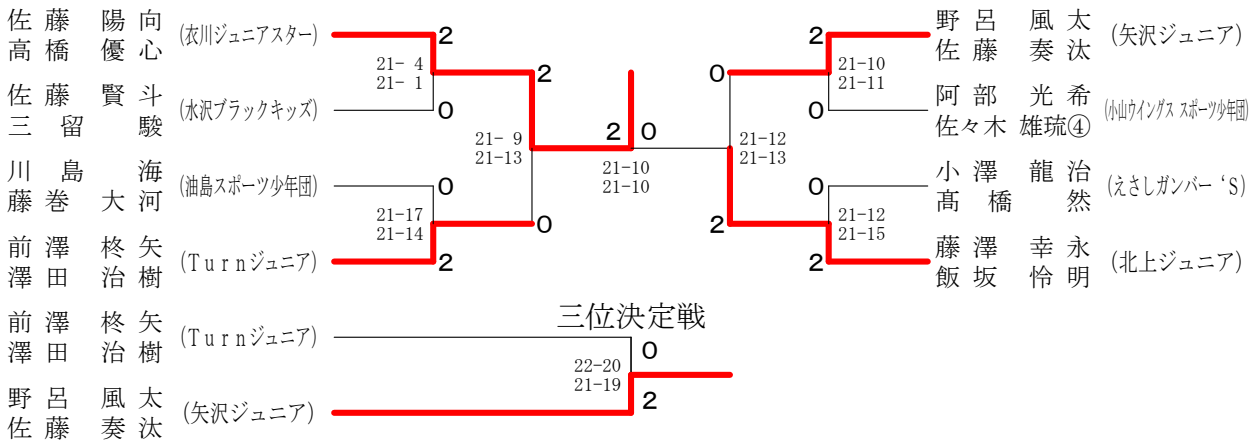 佐藤 陽向
高橋 優心
(衣川ジュニアスター)
2
21- 4
21- 1
佐藤 賢斗
三留 駿
(水沢ブラックキッズ)
0
2
21- 9
21-13
川島 海
藤巻 大河
(油島スポーツ少年団)
0
21-17
21-14
0
前澤 柊矢
澤田 治樹
(Turnジュニア)
2
2 0
21-10
21-10
野呂 風太
佐藤 奏汰
(矢沢ジュニア)
2
21-10
21-11
0
阿部 光希
佐々木 雄琉④
(小山ウイングス スポーツ少年団)
0
21-12
21-13
小澤 龍治
髙橋 然
(えさしガンバー‘S)
0
21-12
21-15
2
藤澤 幸永
飯坂 怜明
(北上ジュニア)
2
三位決定戦
前澤 柊矢
澤田 治樹
(Turnジュニア)
0
22-20
21-19
野呂 風太
佐藤 奏汰
(矢沢ジュニア)
2